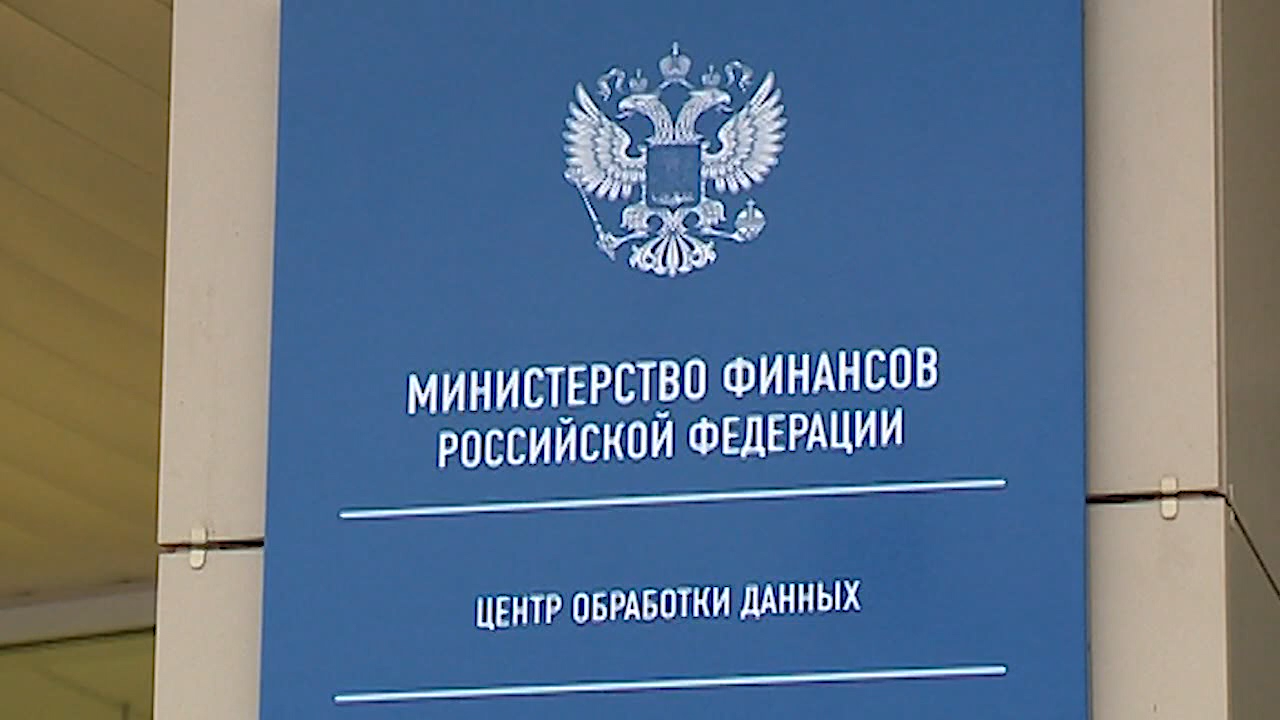 МИНИСТЕРСТВО ФИНАНСОВ
РОССИЙСКОЙ ФЕДЕРАЦИИ
ЦЕНТР ОБРАБОТКИ ДАННЫХ